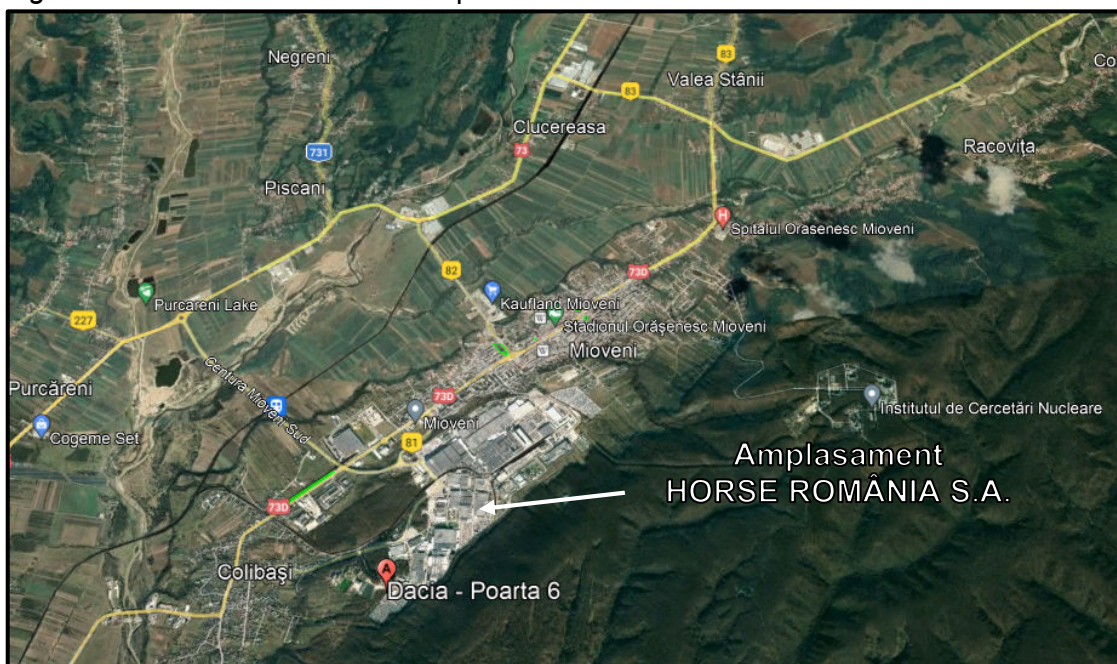 Negreni
83
Valea Stânii
83
Clucereasa
73
731
Racovița
Piscani
Spitalul Orasenesc Mioveni
82
73D
Purcareni Lake
Kaufland Mioveni
227
Stadionul Orășenesc Mioveni
Mioveni
Centura Mioveni Sud
Purcăreni
73D
Institutul de Cercetări Nucleare
Cogeme Set
Mioveni
81
Amplasament
HORSE ROMÂNIA S.A.
73D
Colibași
A
Dacia - Poarta 6